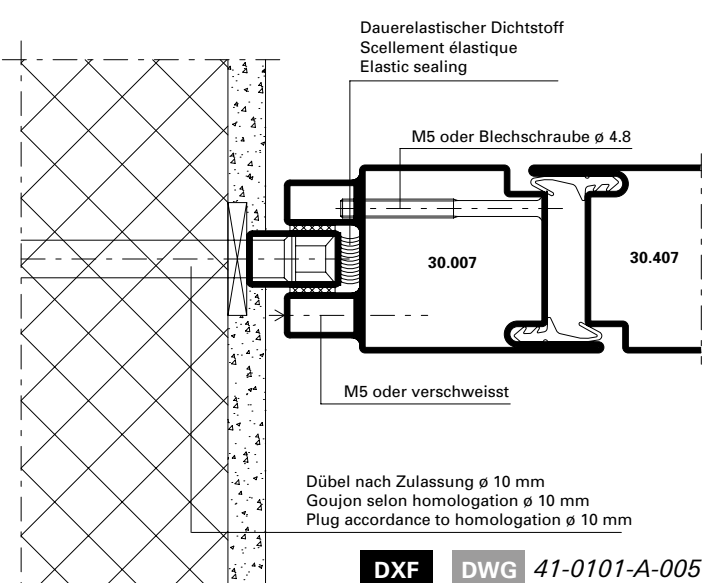 Dauerelastischer Dichtstoff
Scellement élastique
Elastic sealing
M5 oder Blechschraube ø 4.8
30.007
30.407
M5 oder verschweisst
Dübel nach Zulassung ø 10 mm
Goujon selon homologation ø 10 mm
Plug accordance to homologation ø 10 mm
DXF DWG 41-0101-A-005